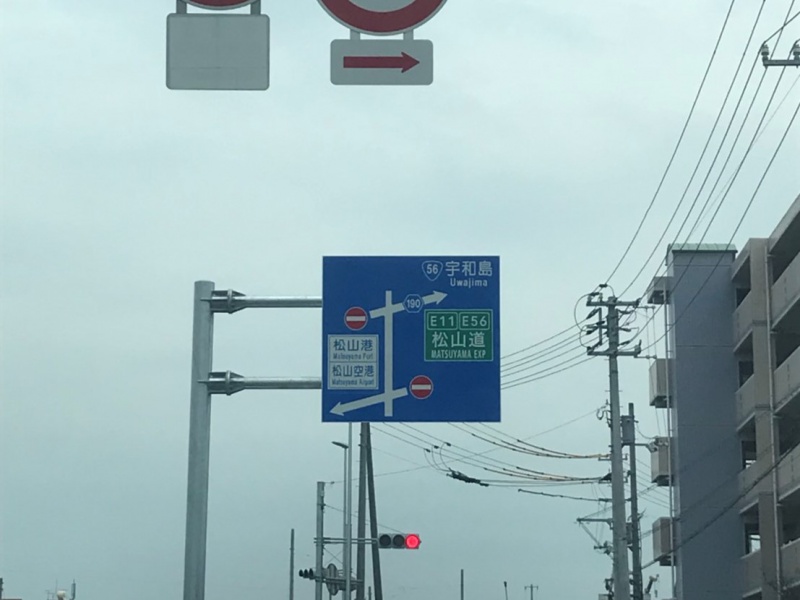 56 宇和島
Uwajima
190
E11 E56
松山道
MATSUYAMA EXP
松山港
Matsuyama Port
松山空港
Matsuyama Airport